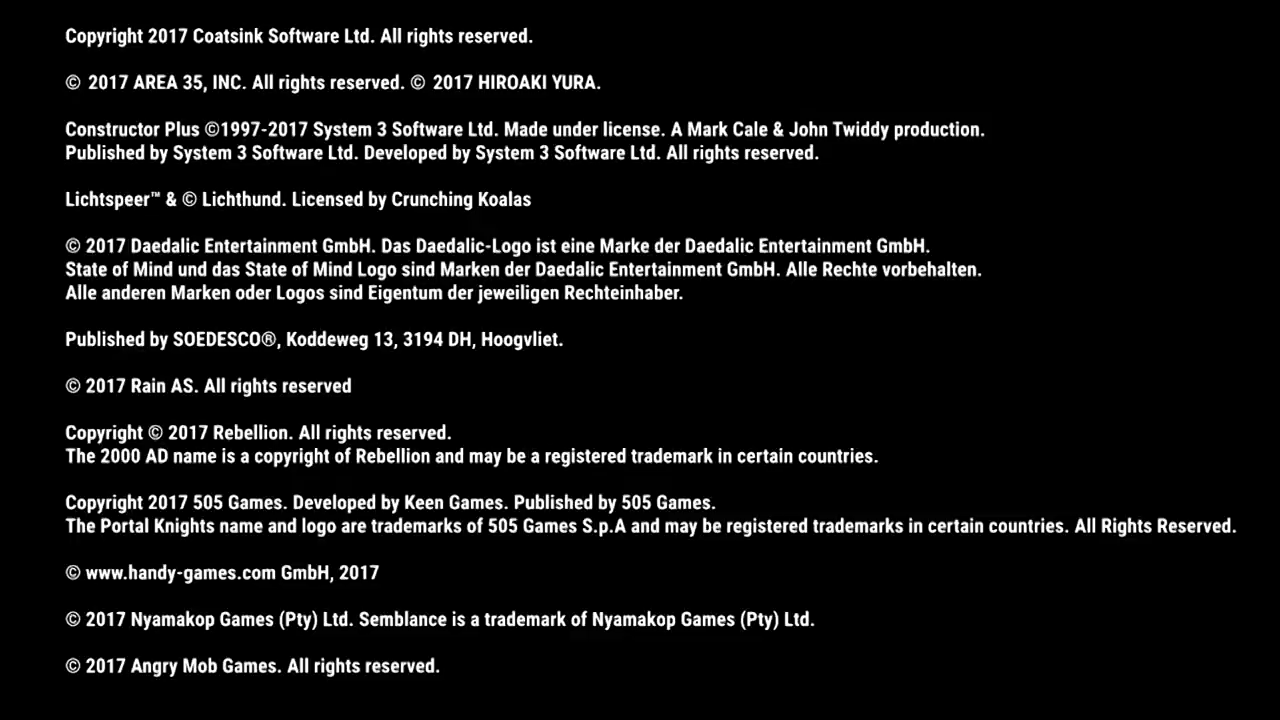 Copyright 2017 Coatsink Software Ltd. All rights reserved.
© 2017 AREA 35, INC. All rights reserved. © 2017 HIROAKI YURA.
Constructor Plus ©1997-2017 System 3 Software Ltd. Made under license. A Mark Cale & John Twiddy production.
Published by System 3 Software Ltd. Developed by System 3 Software Ltd. All rights reserved.
Lichtspeer™ & © Lichthund. Licensed by Crunching Koalas
© 2017 Daedalic Entertainment GmbH. Das Daedalic-Logo ist eine Marke der Daedalic Entertainment GmbH.
State of Mind und das State of Mind Logo sind Marken der Daedalic Entertainment GmbH. Alle Rechte vorbehalten.
Alle anderen Marken oder Logos sind Eigentum der jeweiligen Rechteinhaber.
Published by SOEDESCO®, Koddeweg 13, 3194 DH, Hoogvliet.
© 2017 Rain AS. All rights reserved
Copyright © 2017 Rebellion. All rights reserved.
The 2000 AD name is a copyright of Rebellion and may be a registered trademark in certain countries.
Copyright 2017 505 Games. Developed by Keen Games. Published by 505 Games.
The Portal Knights name and logo are trademarks of 505 Games S.p.A and may be registered trademarks in certain countries. All Rights Reserved.
© www.handy-games.com GmbH, 2017
© 2017 Nyamakop Games (Pty) Ltd. Semblance is a trademark of Nyamakop Games (Pty) Ltd.
© 2017 Angry Mob Games. All rights reserved.